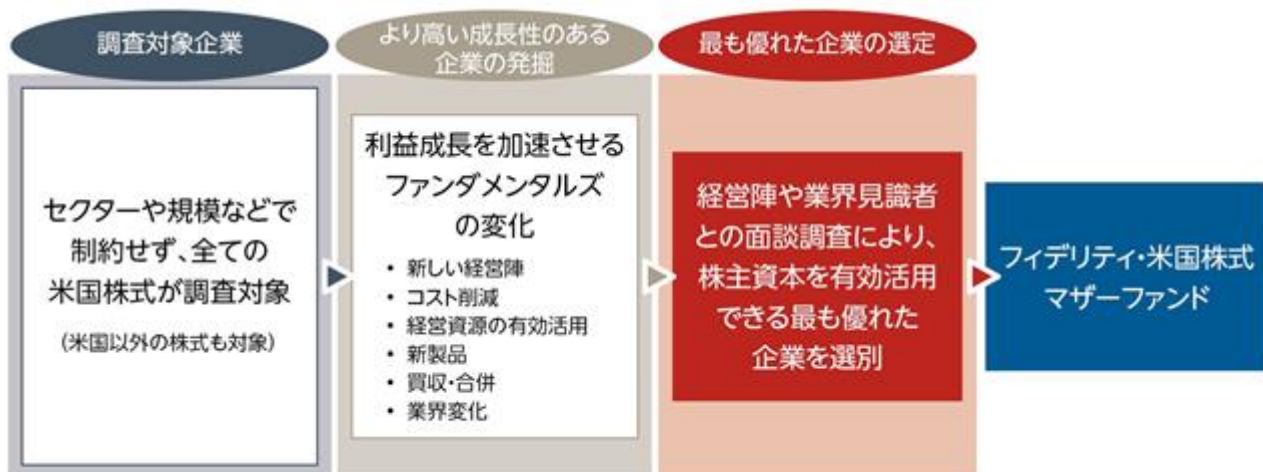 調査対象企業
セクターや規模などで
制約せず、全ての
米国株式が調査対象
(米国以外の株式も対象)
より高い成長性のある
企業の発掘
利益成長を加速させる
ファンダメンタルズ
の変化
• 新しい経営陣
• コスト削減
• 経営資源の有効活用
• 新製品
• 買収・合併
• 業界変化
最も優れた企業の選定
経営陣や業界見識者
との面談調査により、
株主資本を有効活用
できる最も優れた
企業を選別
フィデリティ・米国株式
マザーファンド